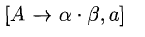 [A → α · β, a]